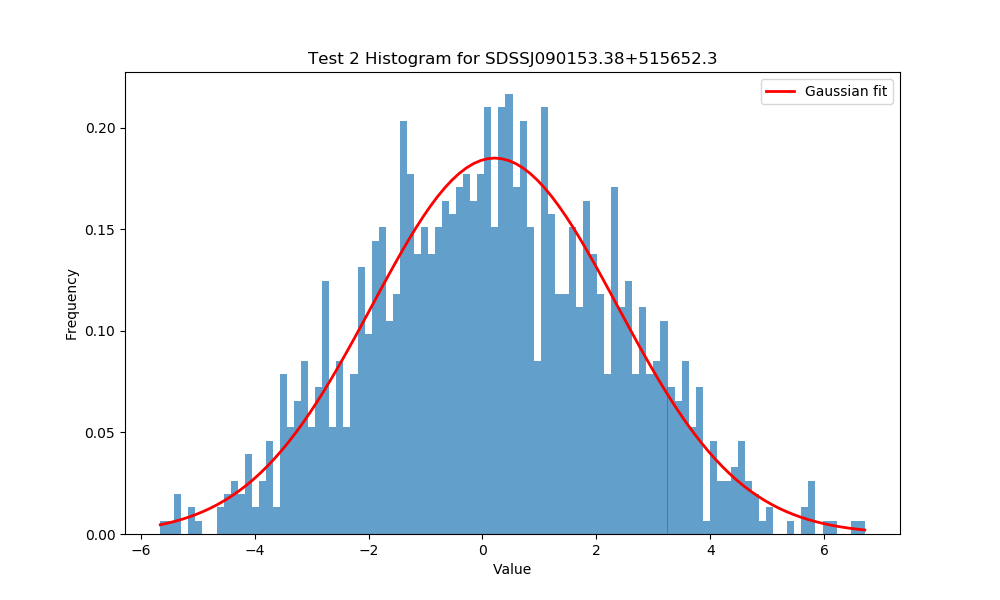 Test 2 Histogram for SDSSJ090153.38+515652.3
Gaussian fit
Frequency
0.20
0.15
0.10
0.05
0.00
−6 −4 −2 0 2 4 6
Value